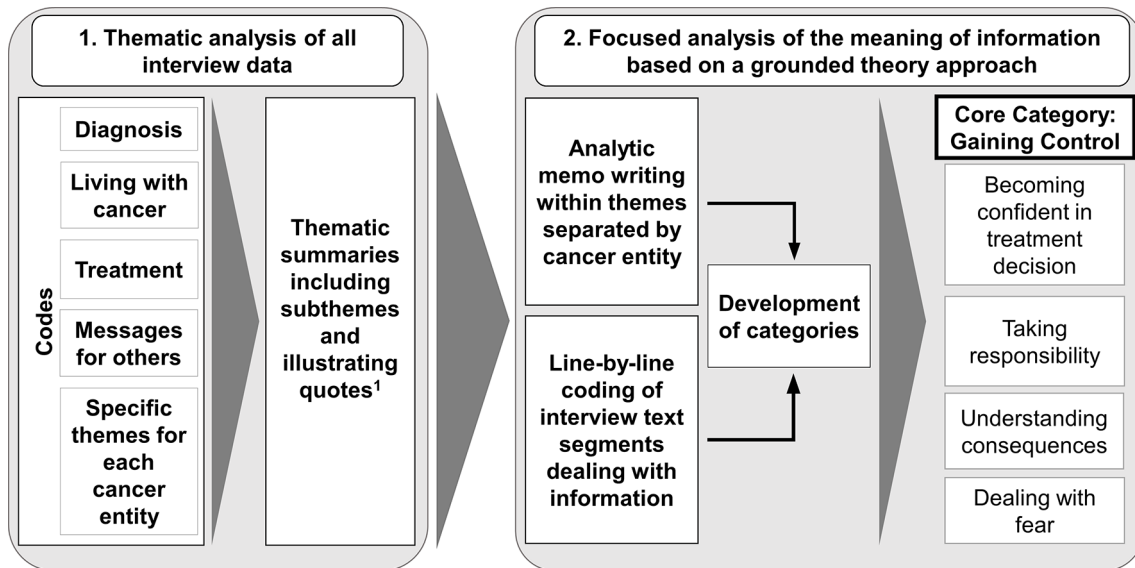 1. Thematic analysis of all
interview data
Codes
Diagnosis
Living with
cancer
Treatment
Messages
for others
Specific
themes for
each
cancer
entity
Thematic
summaries
including
subthemes
and
illustrating
quotes¹
2. Focused analysis of the meaning of information
based on a grounded theory approach
Analytic
memo writing
within themes
separated by
cancer entity
Line-by-line
coding of
interview text
segments
dealing with
information
Development
of categories
Core Category:
Gaining Control
Becoming
confident in
treatment
decision
Taking
responsibility
Understanding
consequences
Dealing with
fear